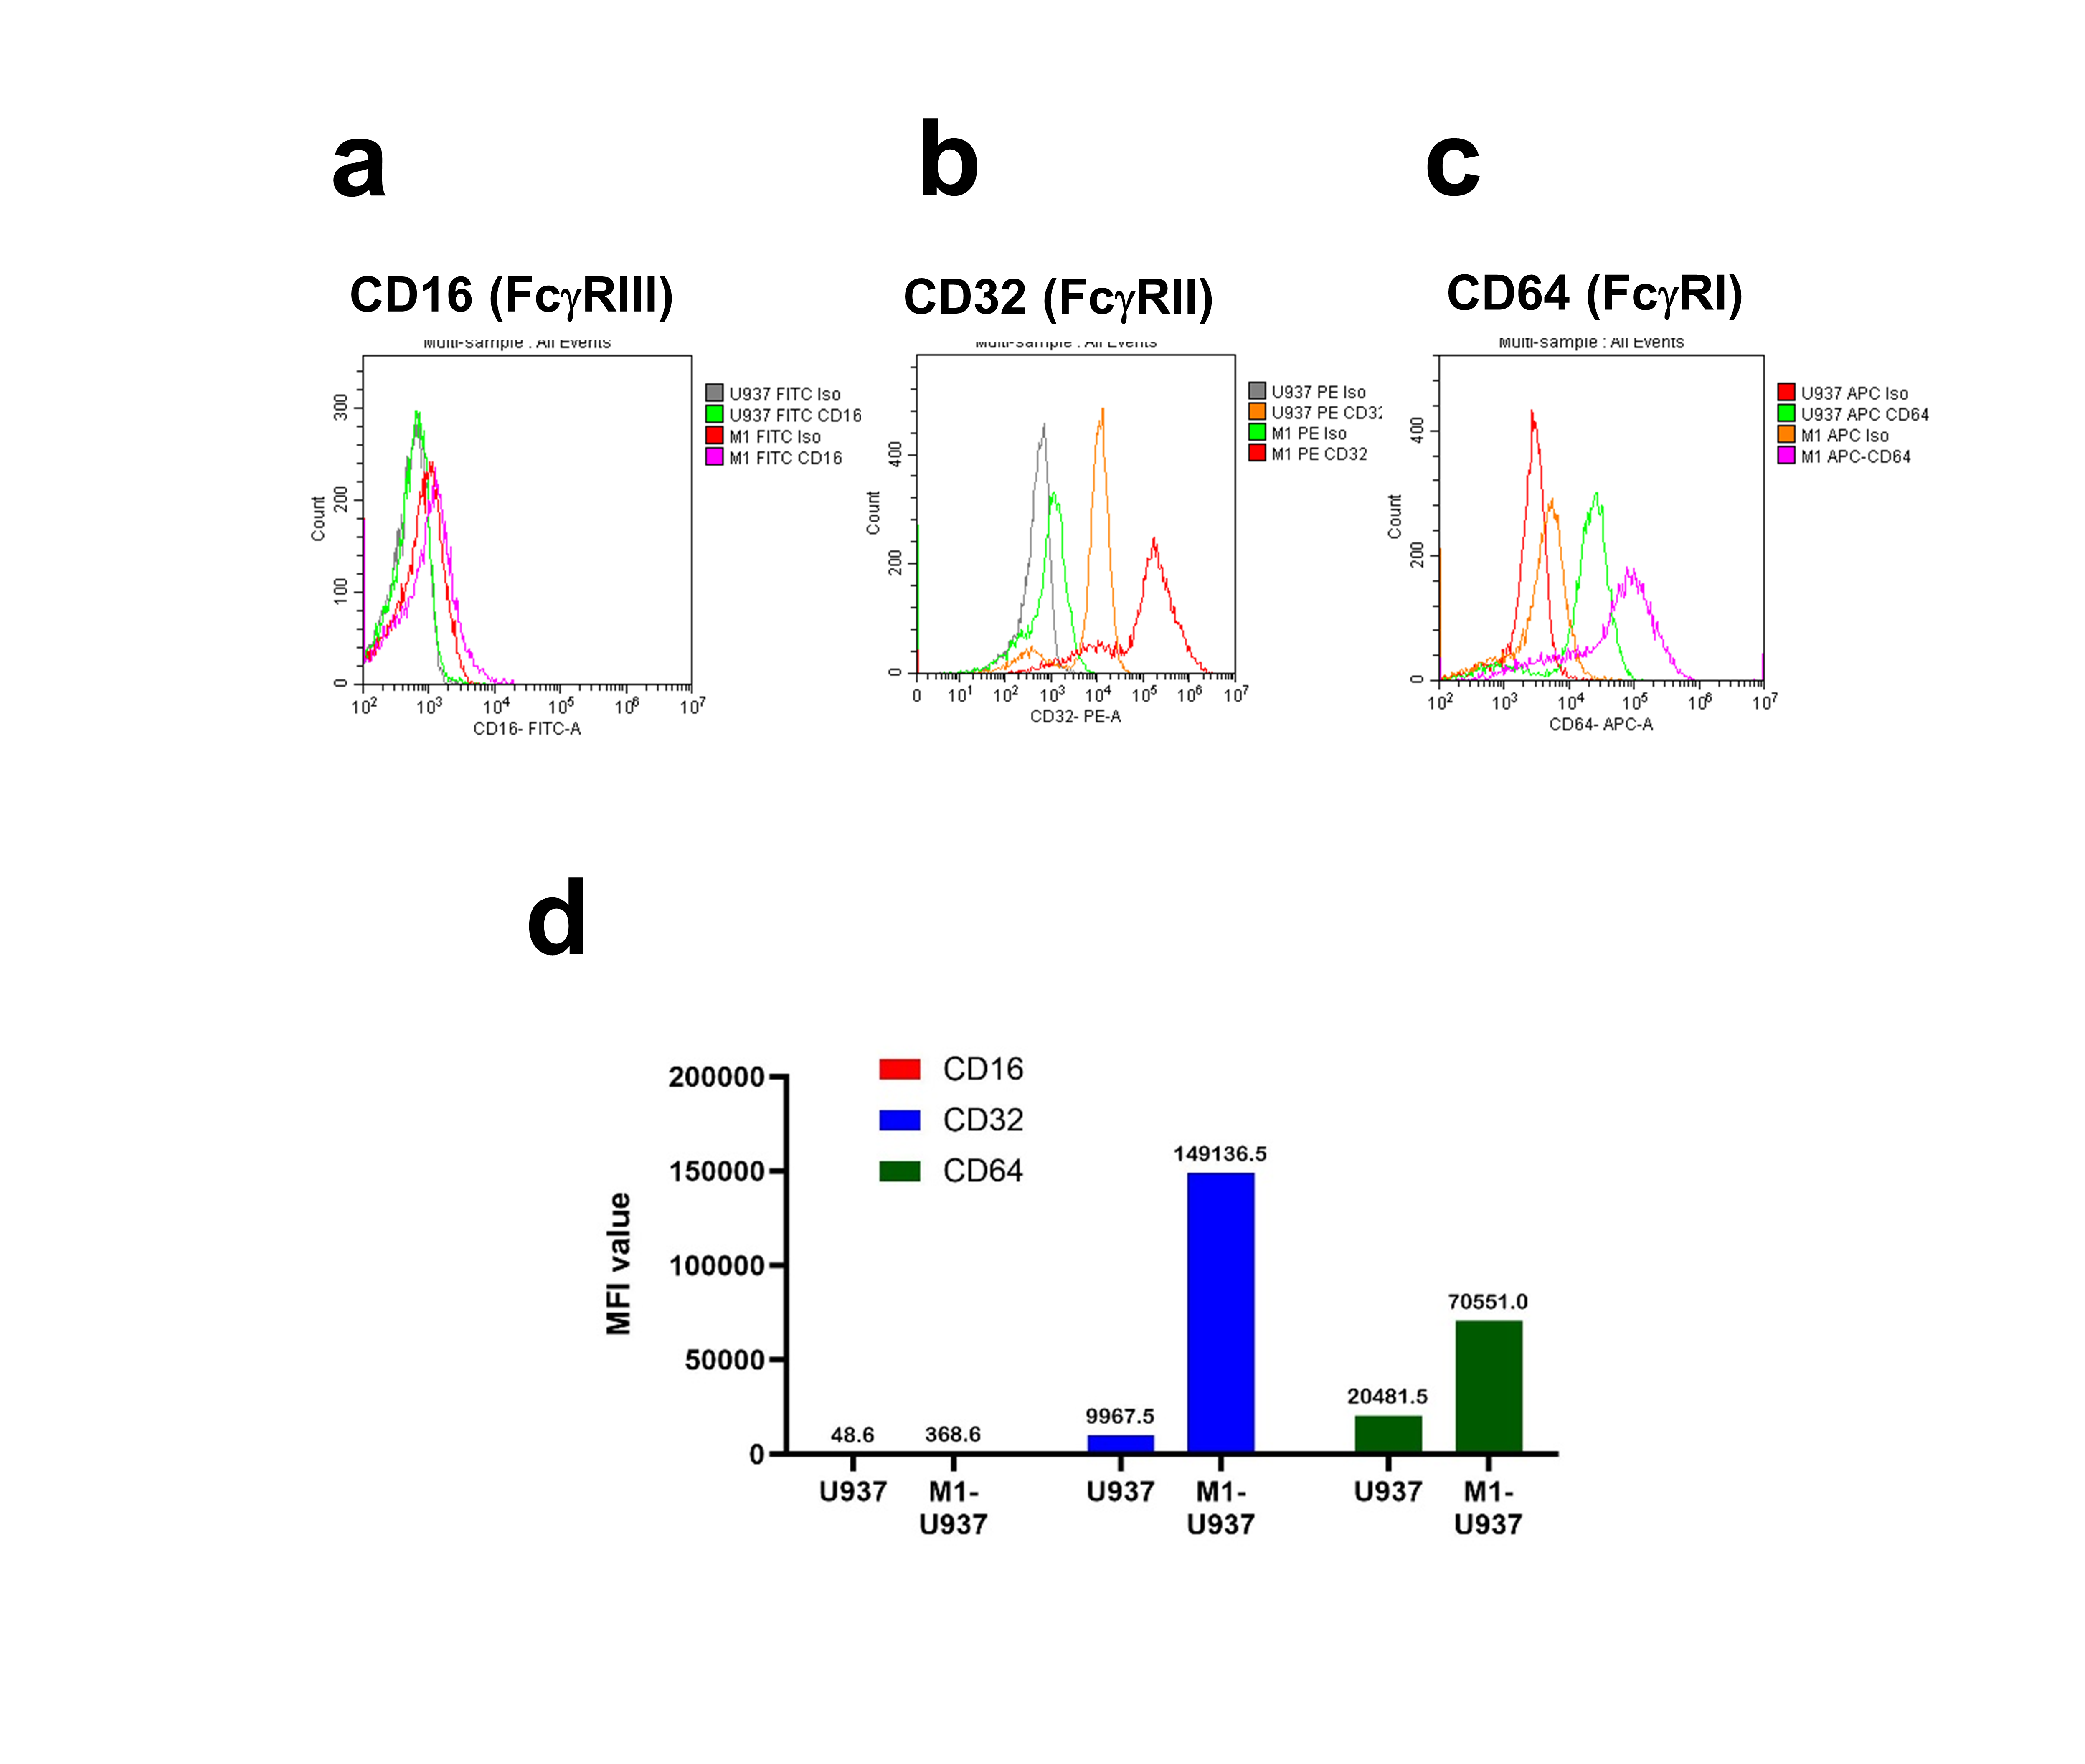 a
b
c
CD16 (FcγRIII)
Multi-sample : All Events
300
200
100
0
Count
10²
10³
10⁴
10⁵
10⁶
10⁷
CD16- FITC-A
U937 FITC Iso
U937 FITC CD16
M1 FITC Iso
M1 FITC CD16
CD32 (FcγRII)
Multi-sample : All Events
400
200
0
Count
0
10¹
10²
10³
10⁴
10⁵
10⁶
10⁷
CD32- PE-A
U937 PE Iso
U937 PE CD32
M1 PE Iso
M1 PE CD32
CD64 (FcγRI)
Multi-sample : All Events
400
200
0
Count
10²
10³
10⁴
10⁵
10⁶
10⁷
CD64- APC-A
U937 APC Iso
U937 APC CD64
M1 APC Iso
M1 APC-CD64
d
CD16
CD32
CD64
MFI value
200000
150000
100000
50000
0
48.6
368.6
9967.5
149136.5
20481.5
70551.0
U937
M1-
U937
U937
M1-
U937
U937
M1-
U937